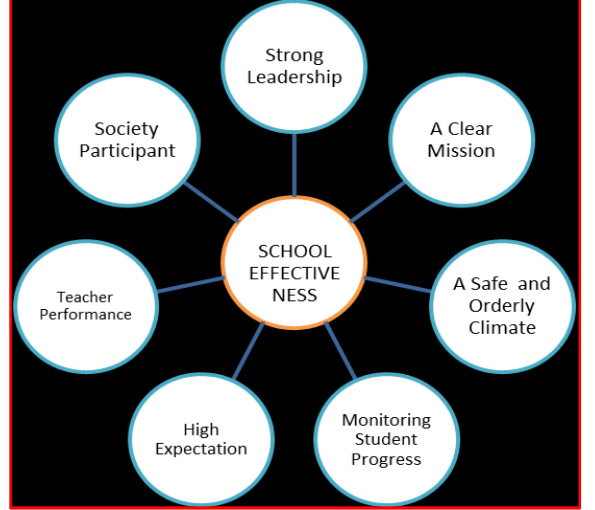 Strong
Leadership
A Clear
Mission
A Safe and
Orderly
Climate
Monitoring
Student
Progress
High
Expectation
Teacher
Performance
Society
Participant
SCHOOL
EFFECTIVE
NESS